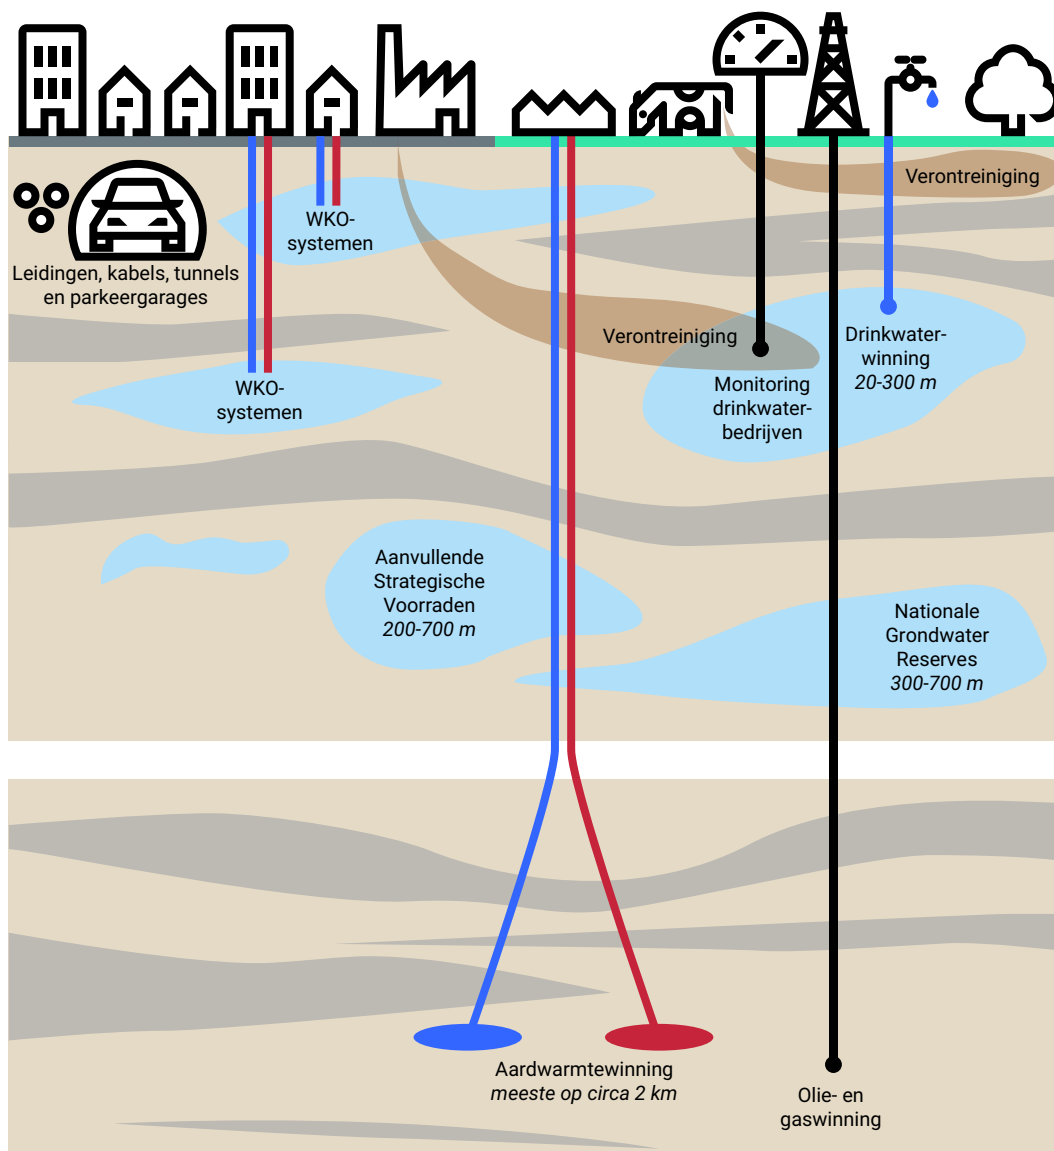 Verontreiniging
WKO-
systemen
Leidingen, kabels, tunnels
en parkeergarages
Verontreiniging
Drinkwater-
winning
20-300 m
WKO-
systemen
Monitoring
drinkwater-
bedrijven
Aanvullende
Strategische
Voorraden
200-700 m
Nationale
Grondwater
Reserves
300-700 m
Aardwarmtewinning
meeste op circa 2 km
Olie- en
gaswinning